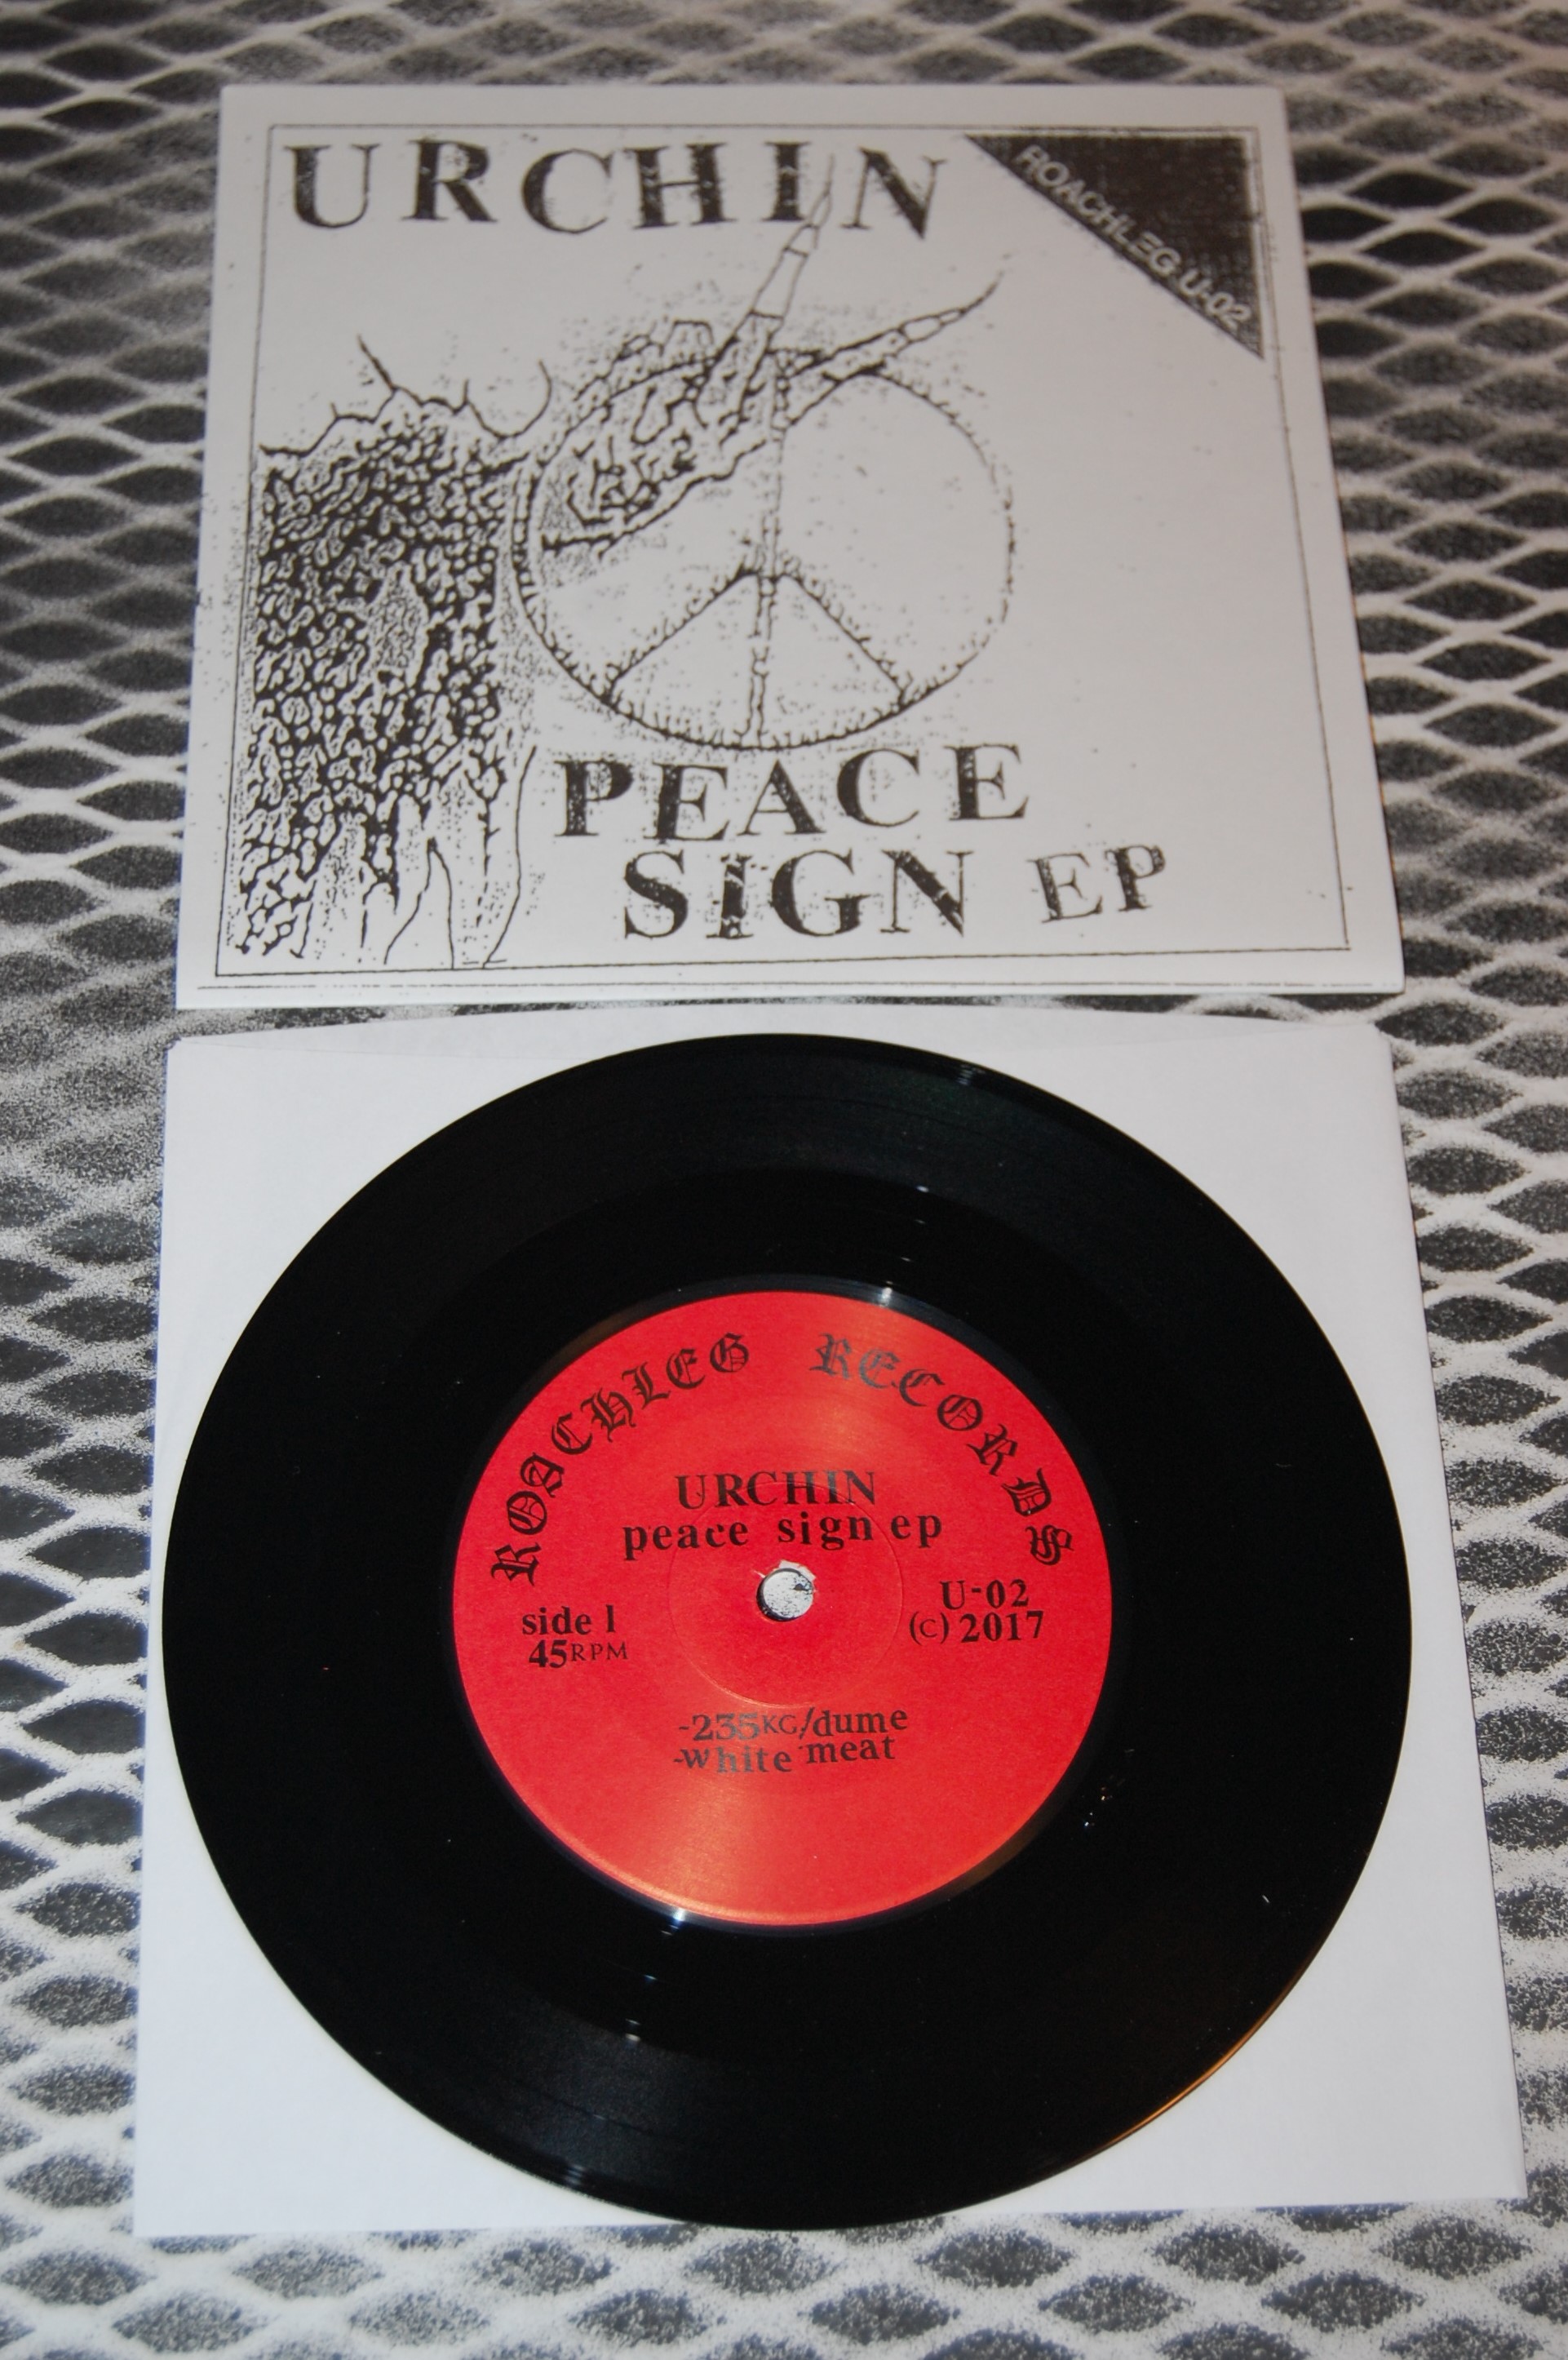 URCHIN
ROACHLEG U-02
PEACE
SIGN EP
ROACHLEG RECORDS
URCHIN
peace sign ep
side 1
45RPM
U-02
(c) 2017
-235KG/dume
-white meat